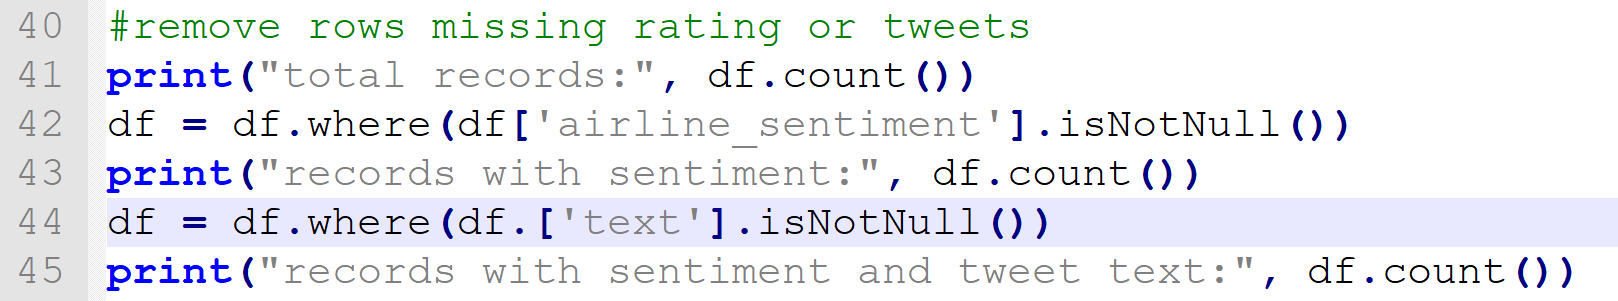 40 #remove rows missing rating or tweets
41 print("total records:", df.count())
42 df = df.where(df['airline_sentiment'].isNotNull())
43 print("records with sentiment:", df.count())
44 df = df.where(df.['text'].isNotNull())
45 print("records with sentiment and tweet text:", df.count())